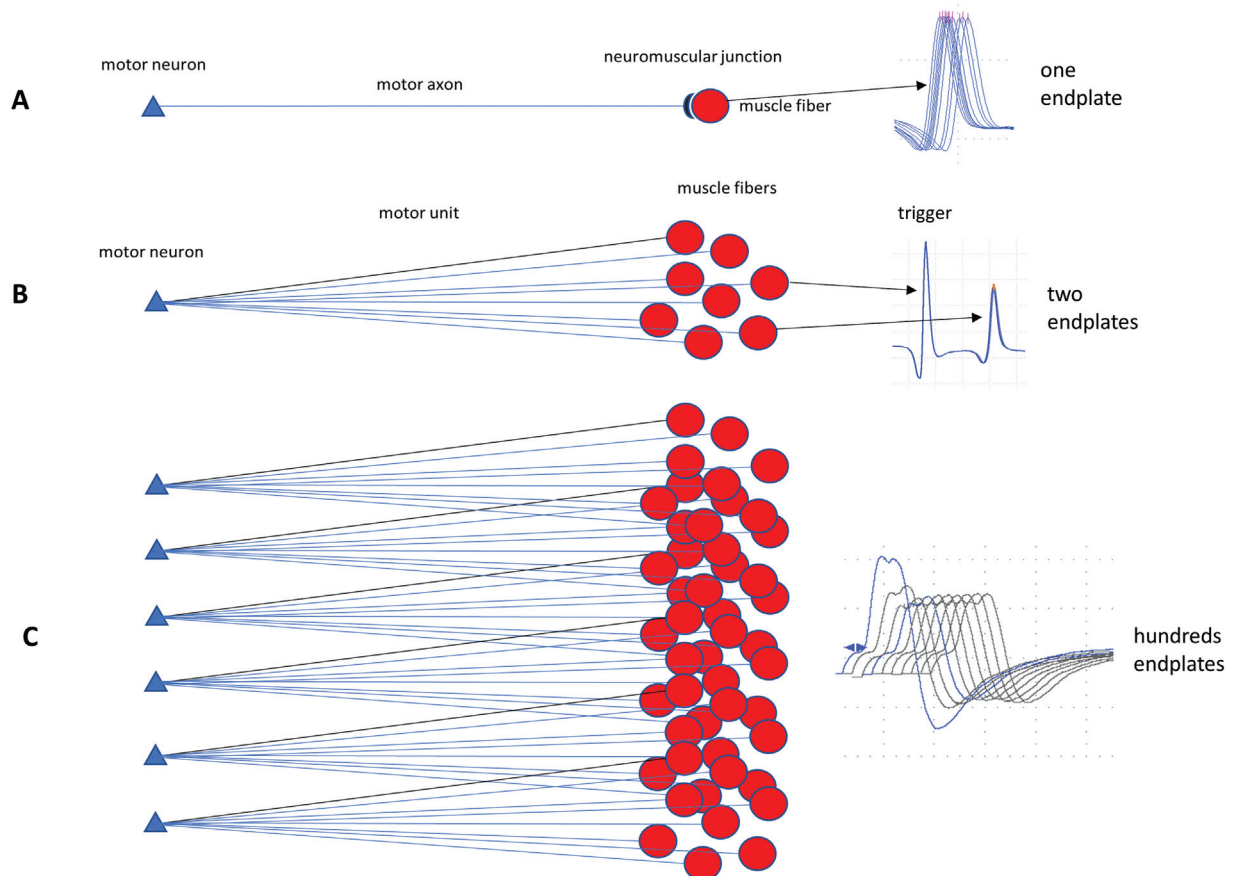 A
motor neuron
motor axon
neuromuscular junction
muscle fiber
one
endplate
B
motor neuron
motor unit
muscle fibers
trigger
two
endplates
C
hundreds
endplates